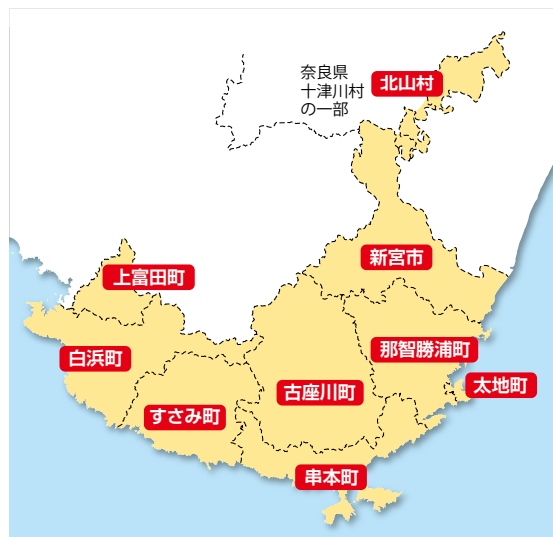 奈良県
十津川村
の一部
北山村
新宮市
上富田町
那智勝浦町
白浜町
太地町
古座川町
すさみ町
串本町